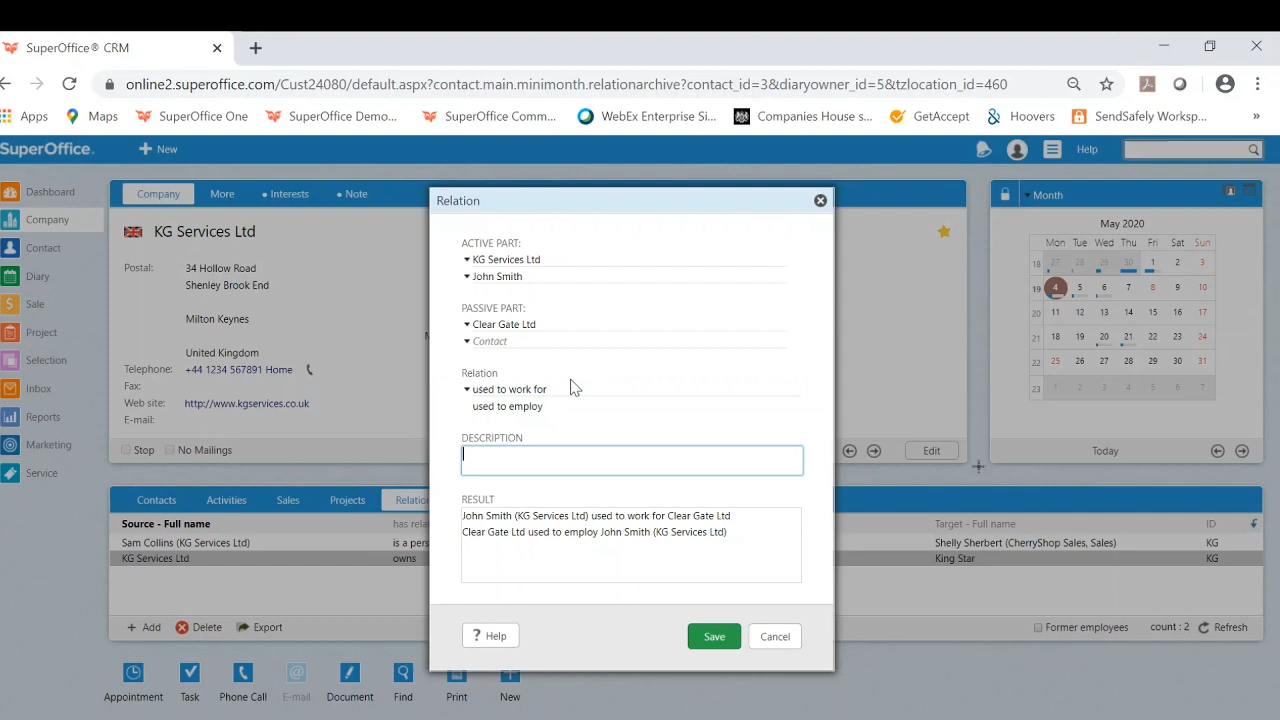 SuperOffice® CRM
online2.superoffice.com/Cust24080/default.aspx?contact.main.minimonth.relationarchive?contact_id=3&diaryowner_id=5&tzlocation_id=460
Apps Maps SuperOffice One SuperOffice Demo... SuperOffice Comm... WebEx Enterprise Si... Companies House s... GetAccept Hoovers SendSafely Worksp... »
SuperOffice. New Help
Dashboard
Company
Contact
Diary
Sale
Project
Selection
Inbox
Reports
Marketing
Service
Company More Interests Note
KG Services Ltd
Postal: 34 Hollow Road
Shenley Brook End
Milton Keynes
United Kingdom
Telephone: +44 1234 567891 Home
Fax:
Web site: http://www.kgservices.co.uk
E-mail:
Stop No Mailings
Edit
Relation
ACTIVE PART:
KG Services Ltd
John Smith
PASSIVE PART:
Clear Gate Ltd
Contact
Relation
used to work for
used to employ
DESCRIPTION
RESULT
John Smith (KG Services Ltd) used to work for Clear Gate Ltd
Clear Gate Ltd used to employ John Smith (KG Services Ltd)
? Help Save Cancel
Month
May 2020
Mon Tue Wed Thu Fri Sat Sun
18 27 28 29 30 1 2 3
19 4 5 6 7 8 9 10
20 11 12 13 14 15 16 17
21 18 19 20 21 22 23 24
22 25 26 27 28 29 30 31
23 1 2 3 4 5 6 7
Today
Contacts Activities Sales Projects Relatio
Source - Full name has rela Target - Full name ID
Sam Collins (KG Services Ltd) is a pers Shelly Sherbert (CherryShop Sales, Sales) KG
KG Services Ltd owns King Star KG
Add Delete Export Former employees count : 2 Refresh
Appointment Task Phone Call E-mail Document Find Print New